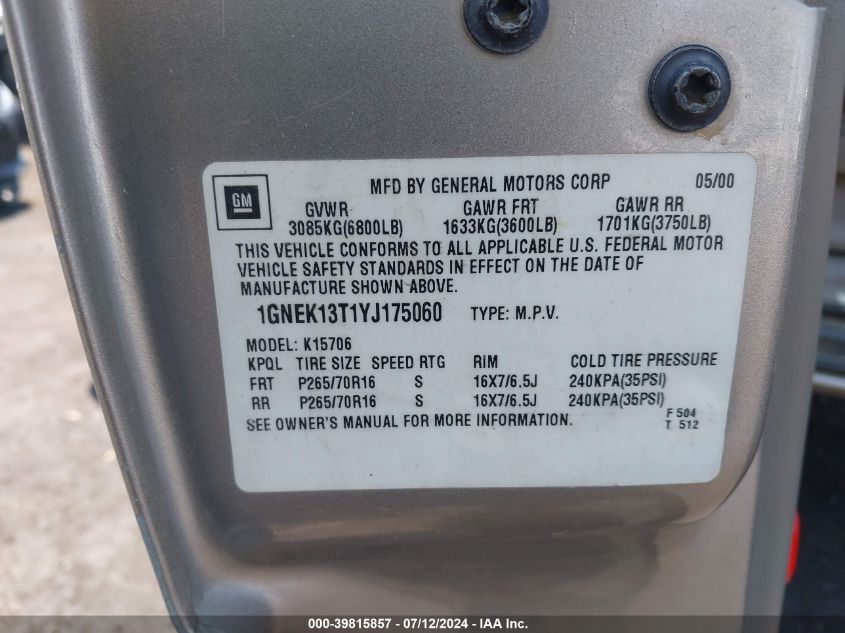 GM
MFD BY GENERAL MOTORS CORP 05/00
GVWR GAWR FRT GAWR RR
3085KG(6800LB) 1633KG(3600LB) 1701KG(3750LB)
THIS VEHICLE CONFORMS TO ALL APPLICABLE U.S. FEDERAL MOTOR
VEHICLE SAFETY STANDARDS IN EFFECT ON THE DATE OF
MANUFACTURE SHOWN ABOVE.
1GNEK13T1YJ175060 TYPE: M.P.V.
MODEL: K15706
KPQL TIRE SIZE SPEED RTG RIM COLD TIRE PRESSURE
FRT P265/70R16 S 16X7/6.5J 240KPA(35PSI)
RR P265/70R16 S 16X7/6.5J 240KPA(35PSI)
SEE OWNER'S MANUAL FOR MORE INFORMATION.
F 504
T 512
000-39815857 - 07/12/2024 - IAA Inc.